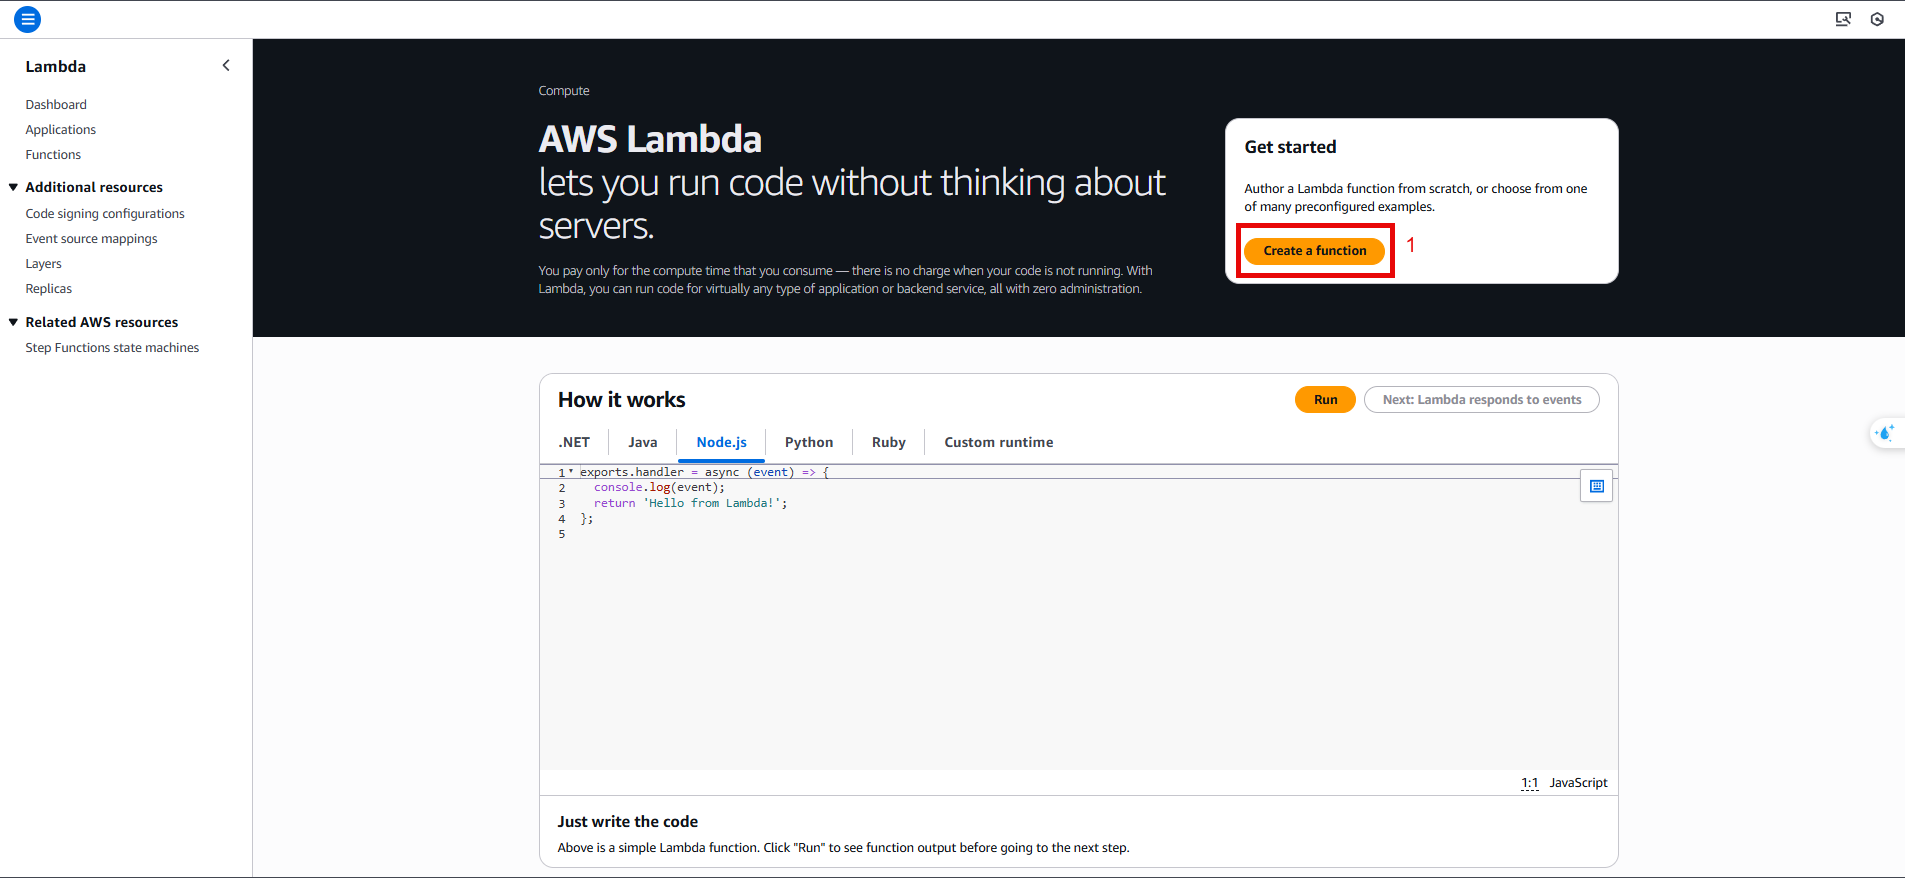 Lambda
Dashboard
Applications
Functions
Additional resources
Code signing configurations
Event source mappings
Layers
Replicas
Related AWS resources
Step Functions state machines
Compute
AWS Lambda
lets you run code without thinking about
servers.
You pay only for the compute time that you consume — there is no charge when your code is not running. With
Lambda, you can run code for virtually any type of application or backend service, all with zero administration.
Get started
Author a Lambda function from scratch, or choose from one
of many preconfigured examples.
Create a function
1
How it works
Run
Next: Lambda responds to events
.NET
Java
Node.js
Python
Ruby
Custom runtime
1 exports.handler = async (event) => {
2 console.log(event);
3 return 'Hello from Lambda!';
4 };
5
1:1 JavaScript
Just write the code
Above is a simple Lambda function. Click "Run" to see function output before going to the next step.